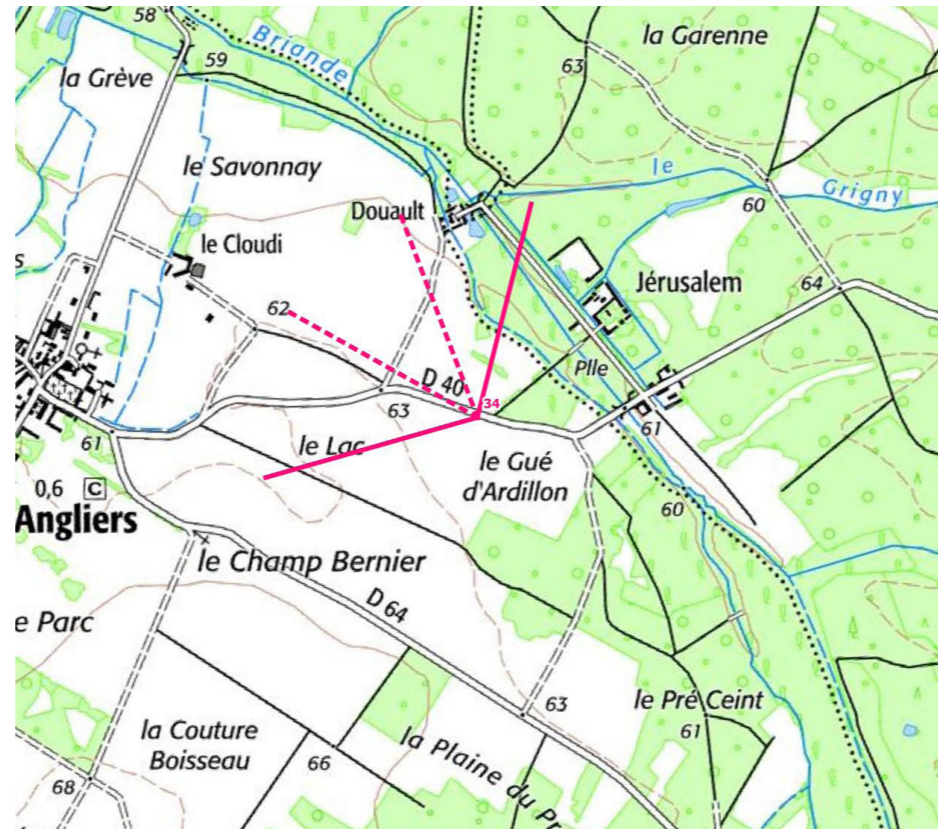 58
Briande
la Garenne
59
63
la Grève
le Savonnay
le
Grigny
Douault
60
s
le Cloudi
Jérusalem
64
62
Plle
D 40
34
63
61
61
le Lac
le Gué
d'Ardillon
0,6 C
60
Angliers
le Champ Bernier
D 64
e Parc
le Pré Ceint
63
61
la Couture
Boisseau
la Plaine du Pr
66
68